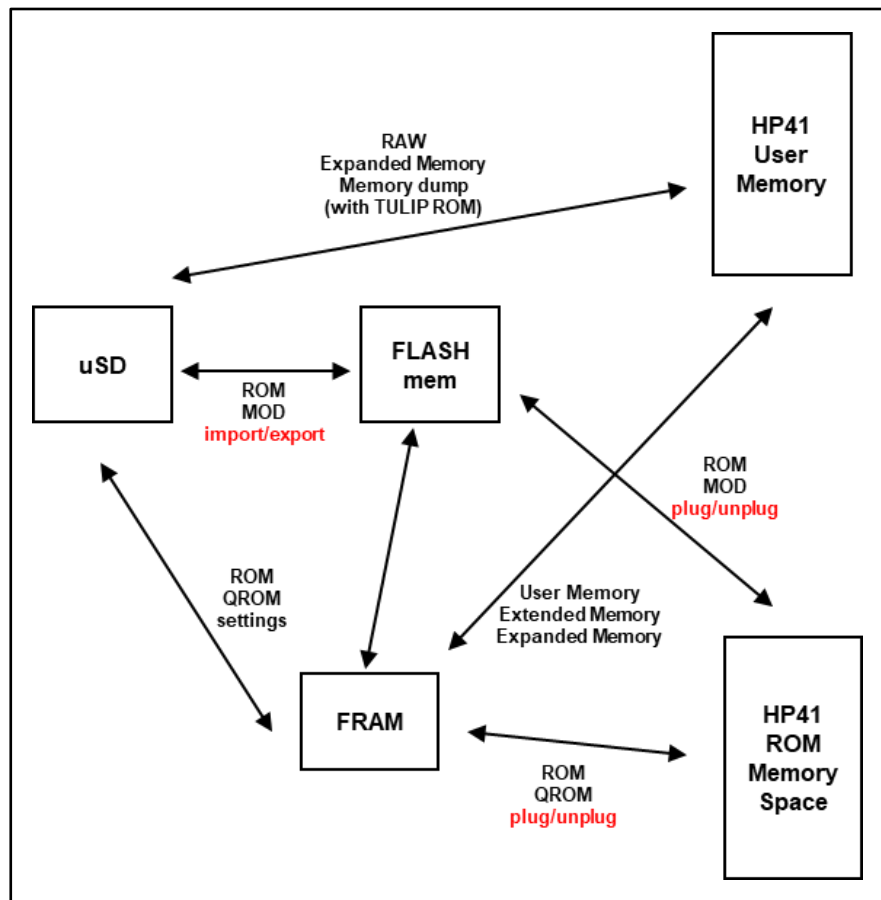 HP41
User
Memory
RAW
Expanded Memory
Memory dump
(with TULIP ROM)
uSD
FLASH
mem
ROM
MOD
import/export
ROM
MOD
plug/unplug
ROM
QROM
settings
User Memory
Extended Memory
Expanded Memory
FRAM
HP41
ROM
Memory
Space
ROM
QROM
plug/unplug